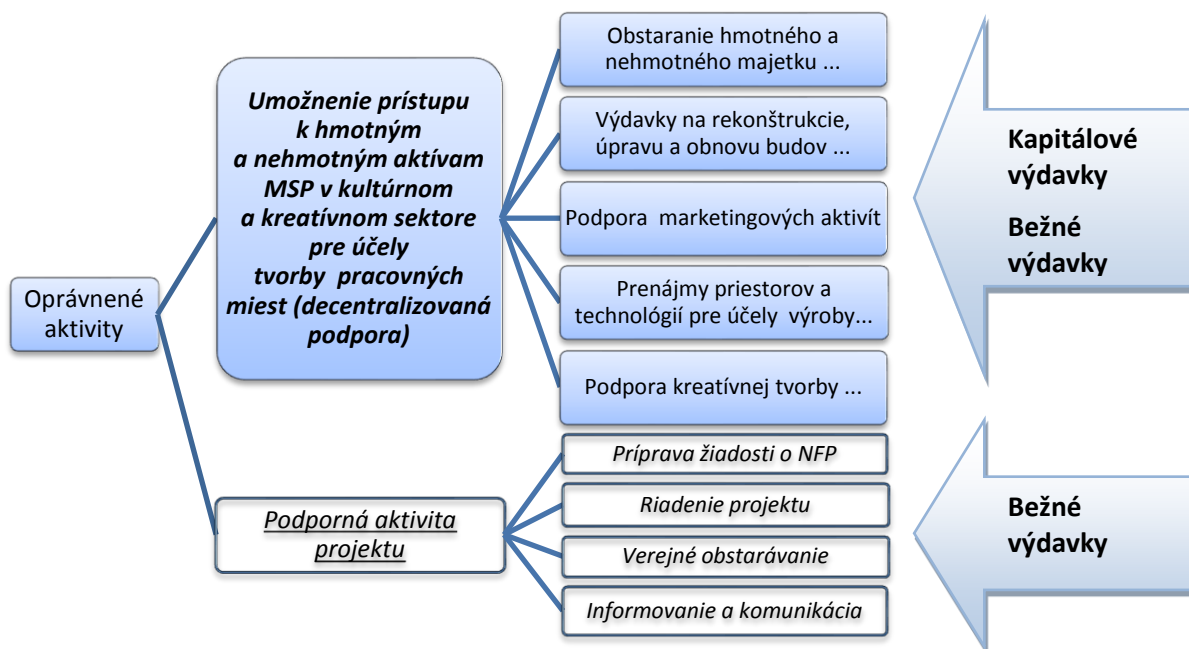 Oprávnené
aktivity
Umožnenie prístupu
k hmotným
a nehmotným aktívam
MSP v kultúrnom
a kreatívnom sektore
pre účely
tvorby pracovných
miest (decentralizovaná
podpora)
Obstaranie hmotného a
nehmotného majetku ...
Výdavky na rekonštrukcie,
úpravu a obnovu budov ...
Podpora marketingových aktivít
Prenájmy priestorov a
technológií pre účely výroby...
Podpora kreatívnej tvorby ...
Kapitálové
výdavky
Bežné
výdavky
Podporná aktivita
projektu
Príprava žiadosti o NFP
Riadenie projektu
Verejné obstarávanie
Informovanie a komunikácia
Bežné
výdavky